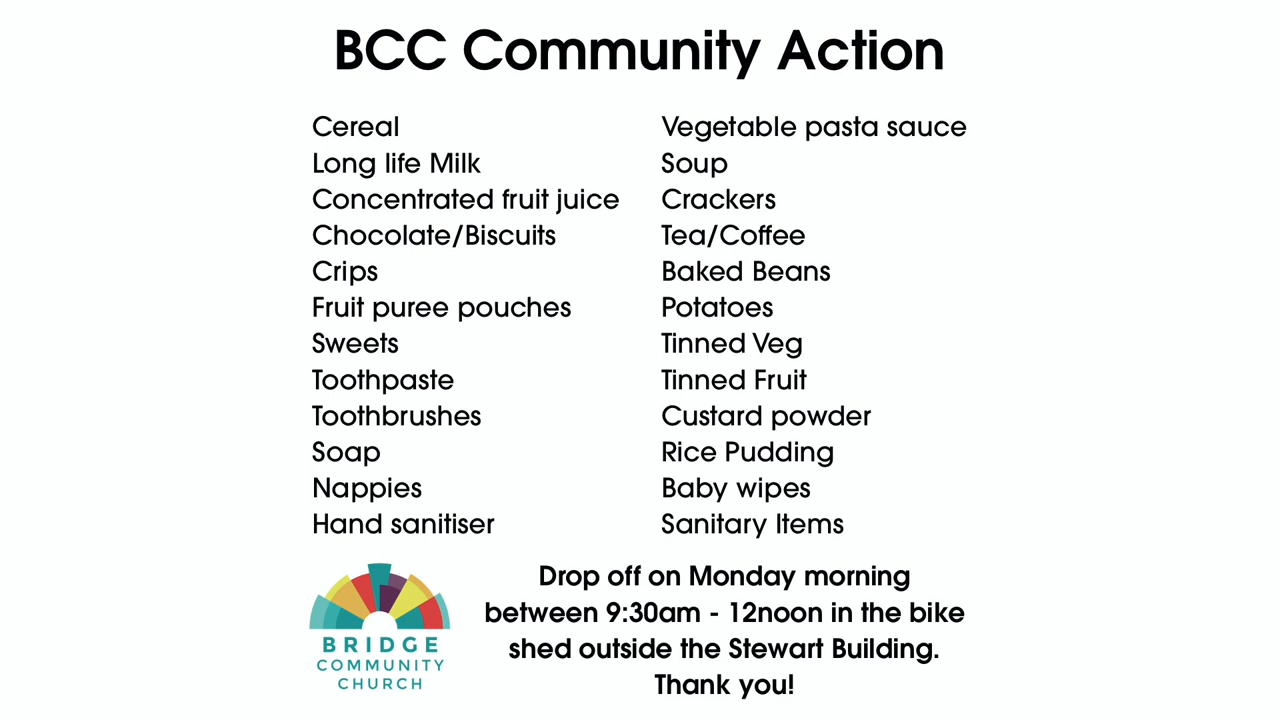 BCC Community Action
Cereal
Long life Milk
Concentrated fruit juice
Chocolate/Biscuits
Crips
Fruit puree pouches
Sweets
Toothpaste
Toothbrushes
Soap
Nappies
Hand sanitiser
Vegetable pasta sauce
Soup
Crackers
Tea/Coffee
Baked Beans
Potatoes
Tinned Veg
Tinned Fruit
Custard powder
Rice Pudding
Baby wipes
Sanitary Items
BRIDGE
COMMUNITY
CHURCH
Drop off on Monday morning
between 9:30am - 12noon in the bike
shed outside the Stewart Building.
Thank you!